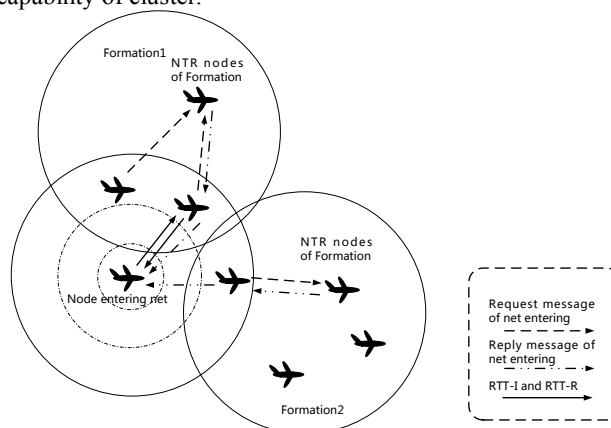 capability of cluster.
Formation1
NTR nodes
of Formation
NTR nodes
of Formation
Node entering net
Formation2
Request message
of net entering
Reply message of
net entering
RTT-I and RTT-R